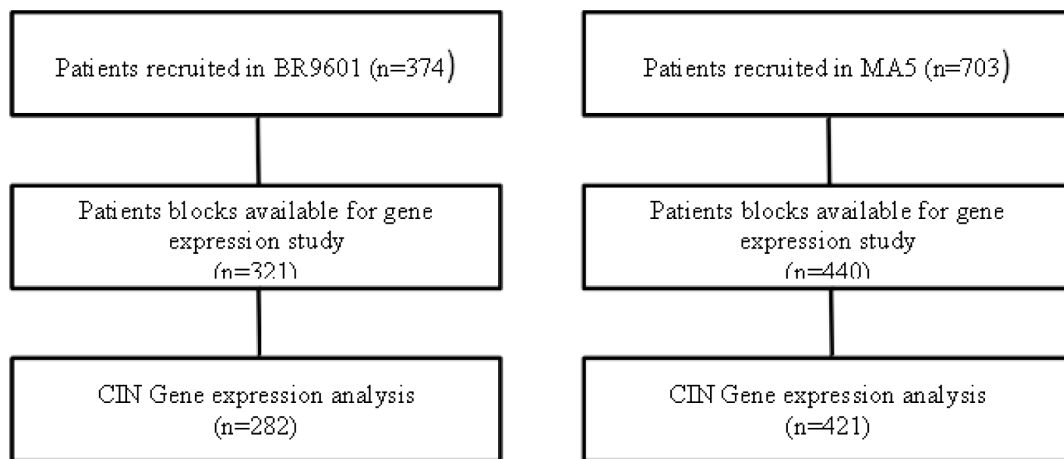 Patients recruited in BR9601 (n=374)
Patients blocks available for gene
expression study
(n=321)
CIN Gene expression analysis
(n=282)
Patients recruited in MA5 (n=703)
Patients blocks available for gene
expression study
(n=440)
CIN Gene expression analysis
(n=421)